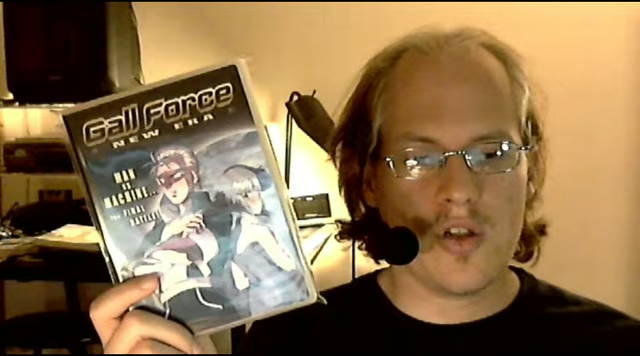 Gall Force
NEW ERA
MAN
vs
MACHINE...
THE FINAL
BATTLE!